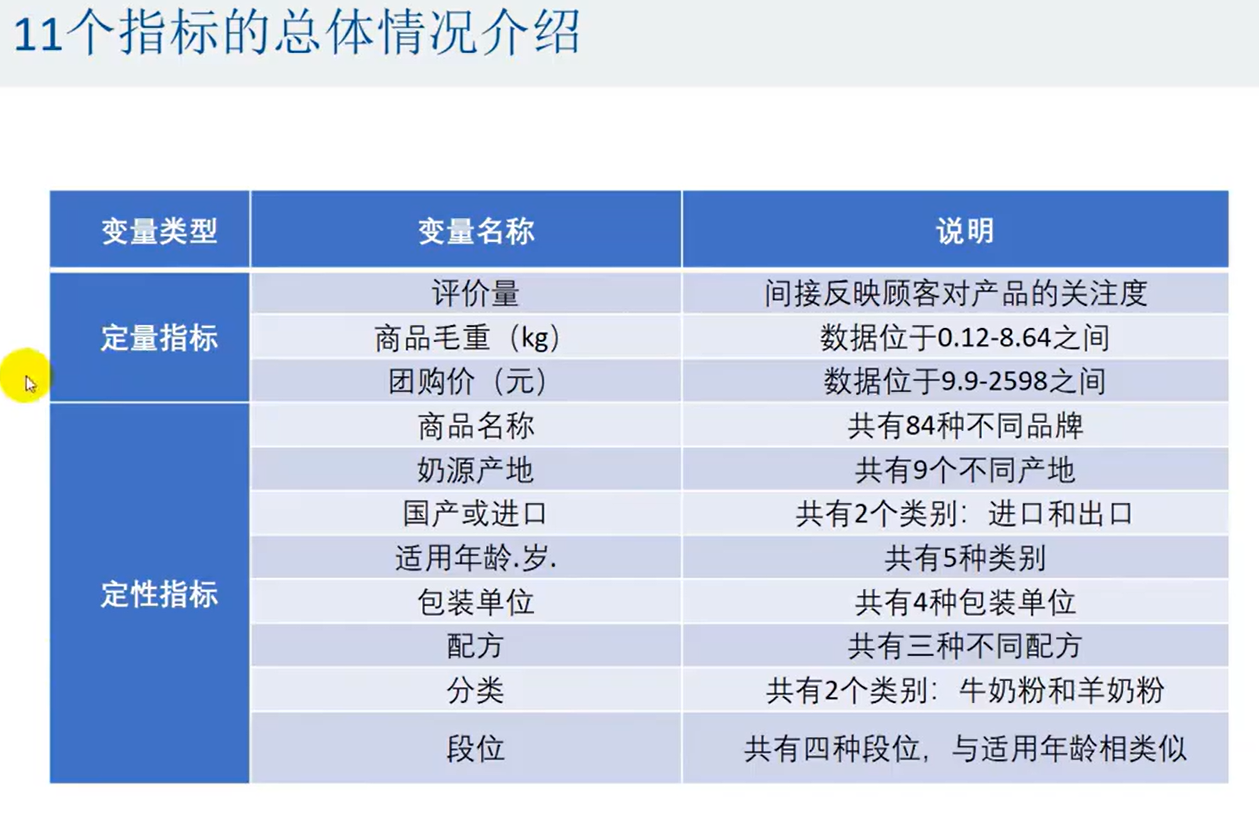 11个指标的总体情况介绍
变量类型 变量名称 说明
定量指标
评价量 间接反映顾客对产品的关注度
商品毛重（kg） 数据位于0.12-8.64之间
团购价（元） 数据位于9.9-2598之间
定性指标
商品名称 共有84种不同品牌
奶源产地 共有9个不同产地
国产或进口 共有2个类别：进口和出口
适用年龄.岁. 共有5种类别
包装单位 共有4种包装单位
配方 共有三种不同配方
分类 共有2个类别：牛奶粉和羊奶粉
段位 共有四种段位，与适用年龄相类似